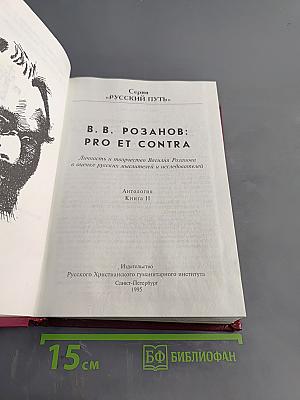 Серия
«РУССКИЙ ПУТЬ»
В. В. РОЗАНОВ:
PRO ET CONTRA
Личность и творчество Василия Розанова
в оценке русских мыслителей и исследователей
Антология
Книга II
Издательство
Русского Христианского гуманитарного института
Санкт-Петербург
1995
15 см
БФ БИБЛИОФАН